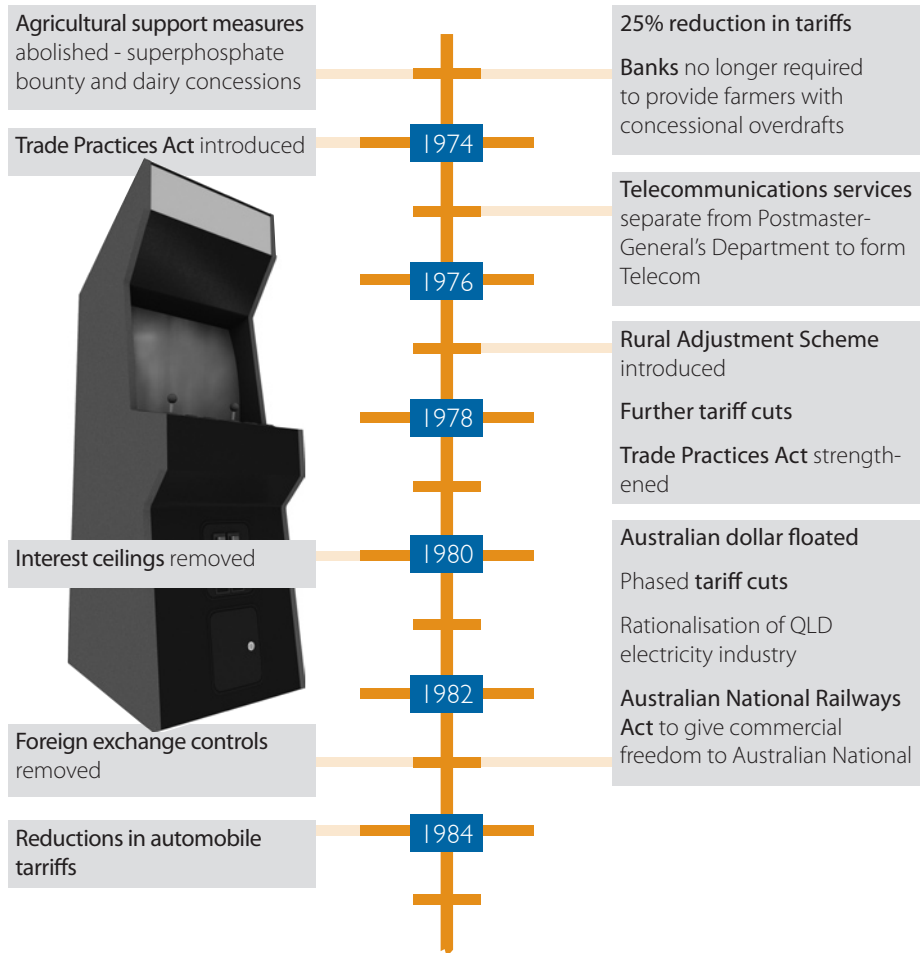 Agricultural support measures
abolished - superphosphate
bounty and dairy concessions
25% reduction in tariffs
Banks no longer required
to provide farmers with
concessional overdrafts
Trade Practices Act introduced
1974
Telecommunications services
separate from Postmaster-
General's Department to form
Telecom
1976
Rural Adjustment Scheme
introduced
Further tariff cuts
Trade Practices Act strength-
ened
1978
Interest ceilings removed
1980
Australian dollar floated
Phased tariff cuts
Rationalisation of QLD
electricity industry
Australian National Railways
Act to give commercial
freedom to Australian National
1982
Foreign exchange controls
removed
1984
Reductions in automobile
tarriffs